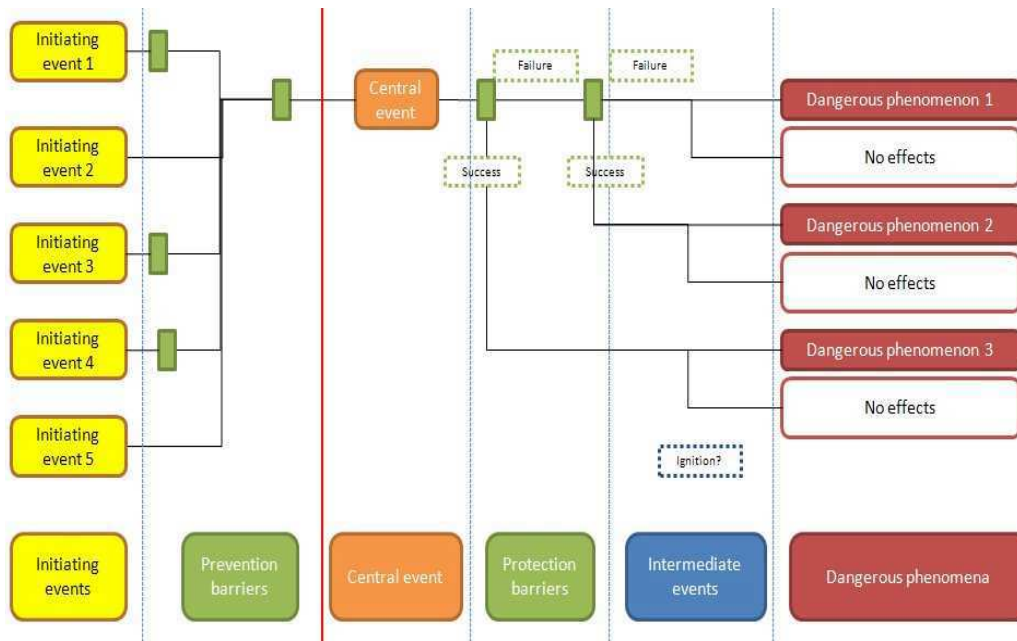 Initiating
event 1
Initiating
event 2
Initiating
event 3
Initiating
event 4
Initiating
event 5
Central
event
Failure
Failure
Success
Success
Dangerous phenomenon 1
No effects
Dangerous phenomenon 2
No effects
Dangerous phenomenon 3
No effects
Ignition?
Initiating
events
Prevention
barriers
Central event
Protection
barriers
Intermediate
events
Dangerous phenomena